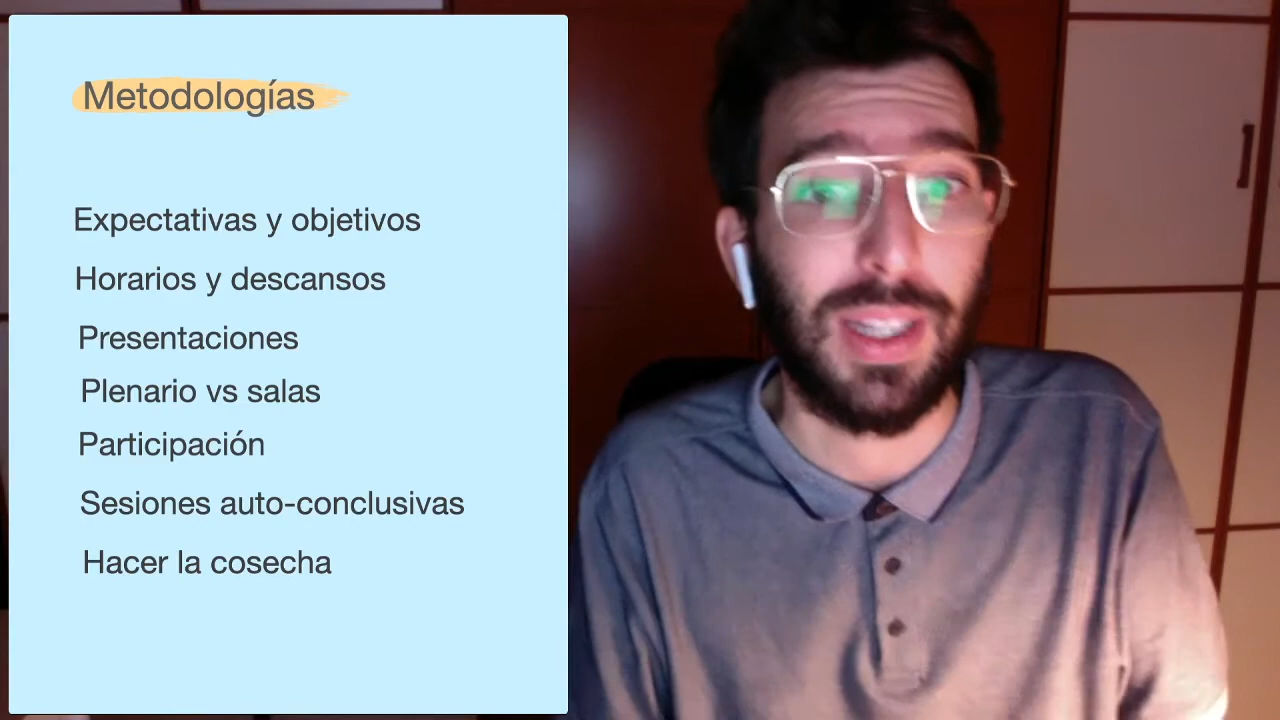 Metodologías
Expectativas y objetivos
Horarios y descansos
Presentaciones
Plenario vs salas
Participación
Sesiones auto-conclusivas
Hacer la cosecha